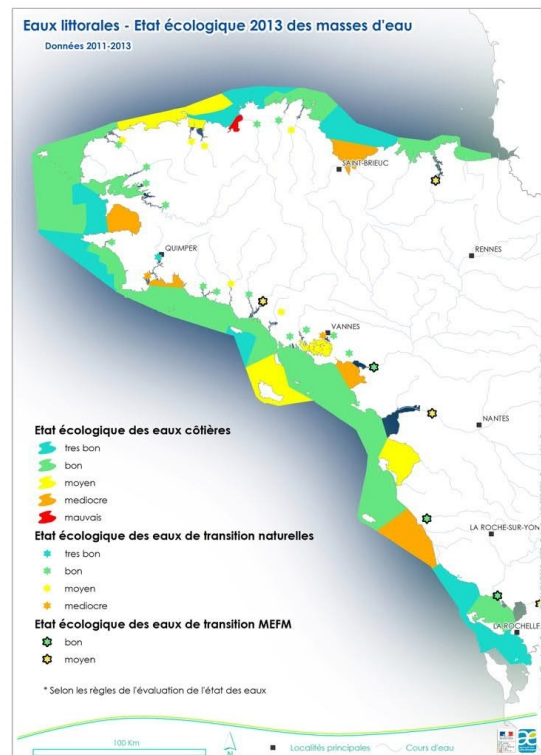 Eaux littorales - Etat écologique 2013 des masses d'eau
Données 2011-2013
SAINT-BRIEUC
RENNES
QUIMPER
VANNES
NANTES
LA ROCHE-SUR-YON
LA ROCHELLE
Etat écologique des eaux côtières
tres bon
bon
moyen
mediocre
mauvais
Etat écologique des eaux de transition naturelles
tres bon
bon
moyen
mediocre
Etat écologique des eaux de transition MEFM
bon
moyen
* Selon les règles de l'évaluation de l'état des eaux
100 Km
N
Localités principales
Cours d'eau